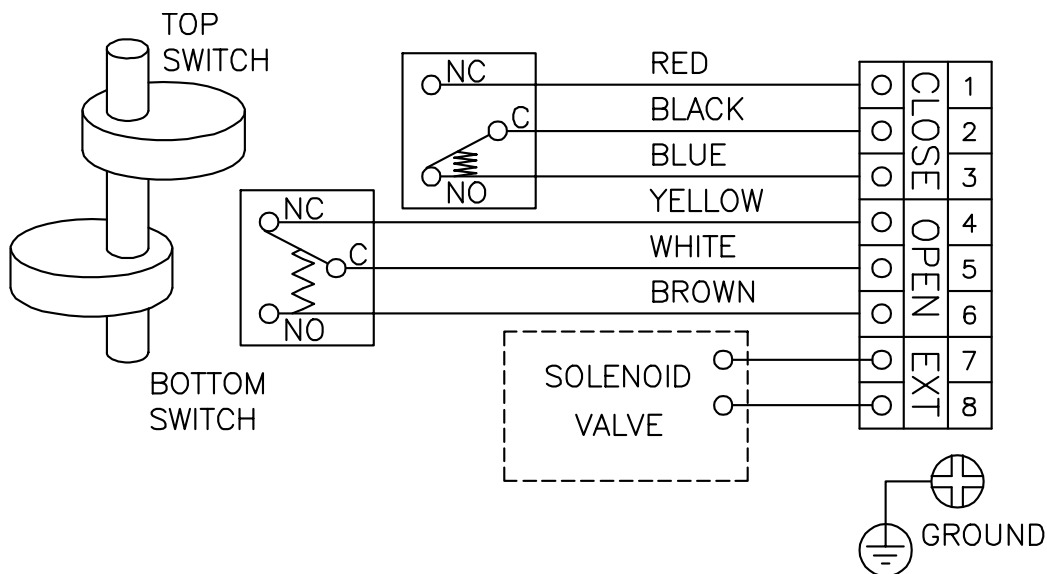 TOP
SWITCH
NC
C
NO
NC
C
NO
BOTTOM
SWITCH
RED
BLACK
BLUE
YELLOW
WHITE
BROWN
SOLENOID
VALVE
CLOSE
OPEN
EXT
1
2
3
4
5
6
7
8
GROUND